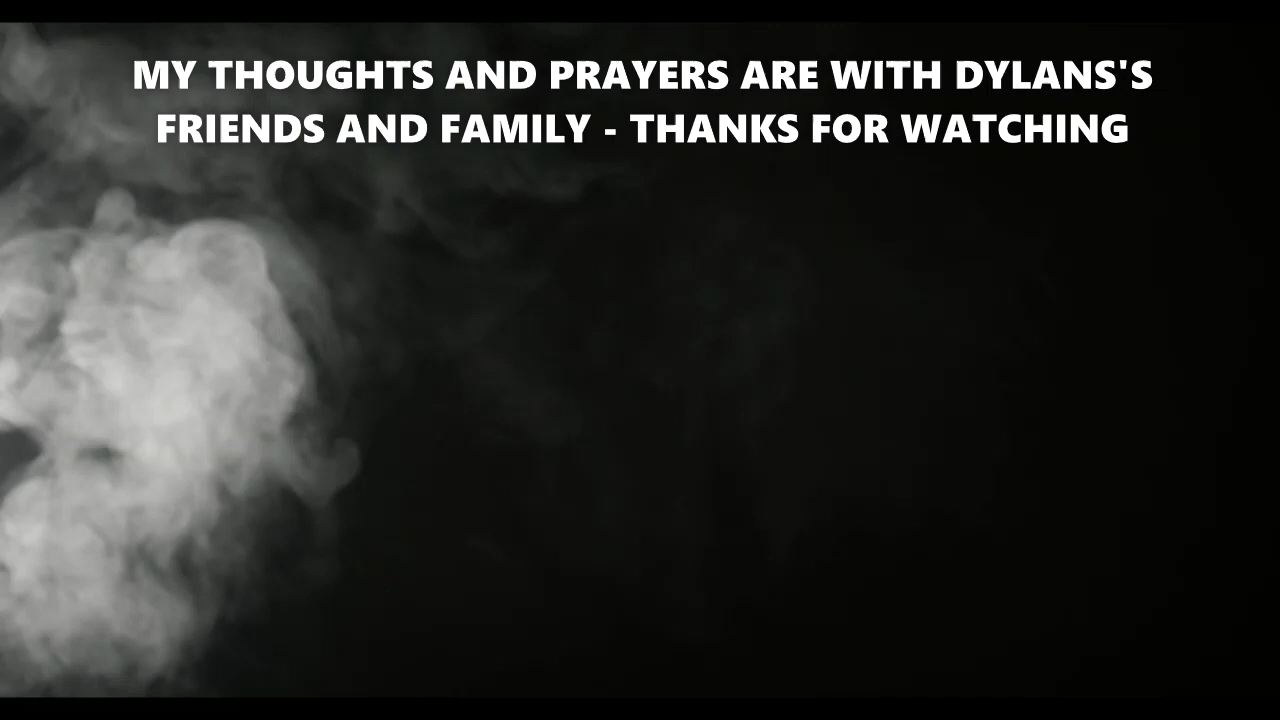 MY THOUGHTS AND PRAYERS ARE WITH DYLANS'S
FRIENDS AND FAMILY - THANKS FOR WATCHING